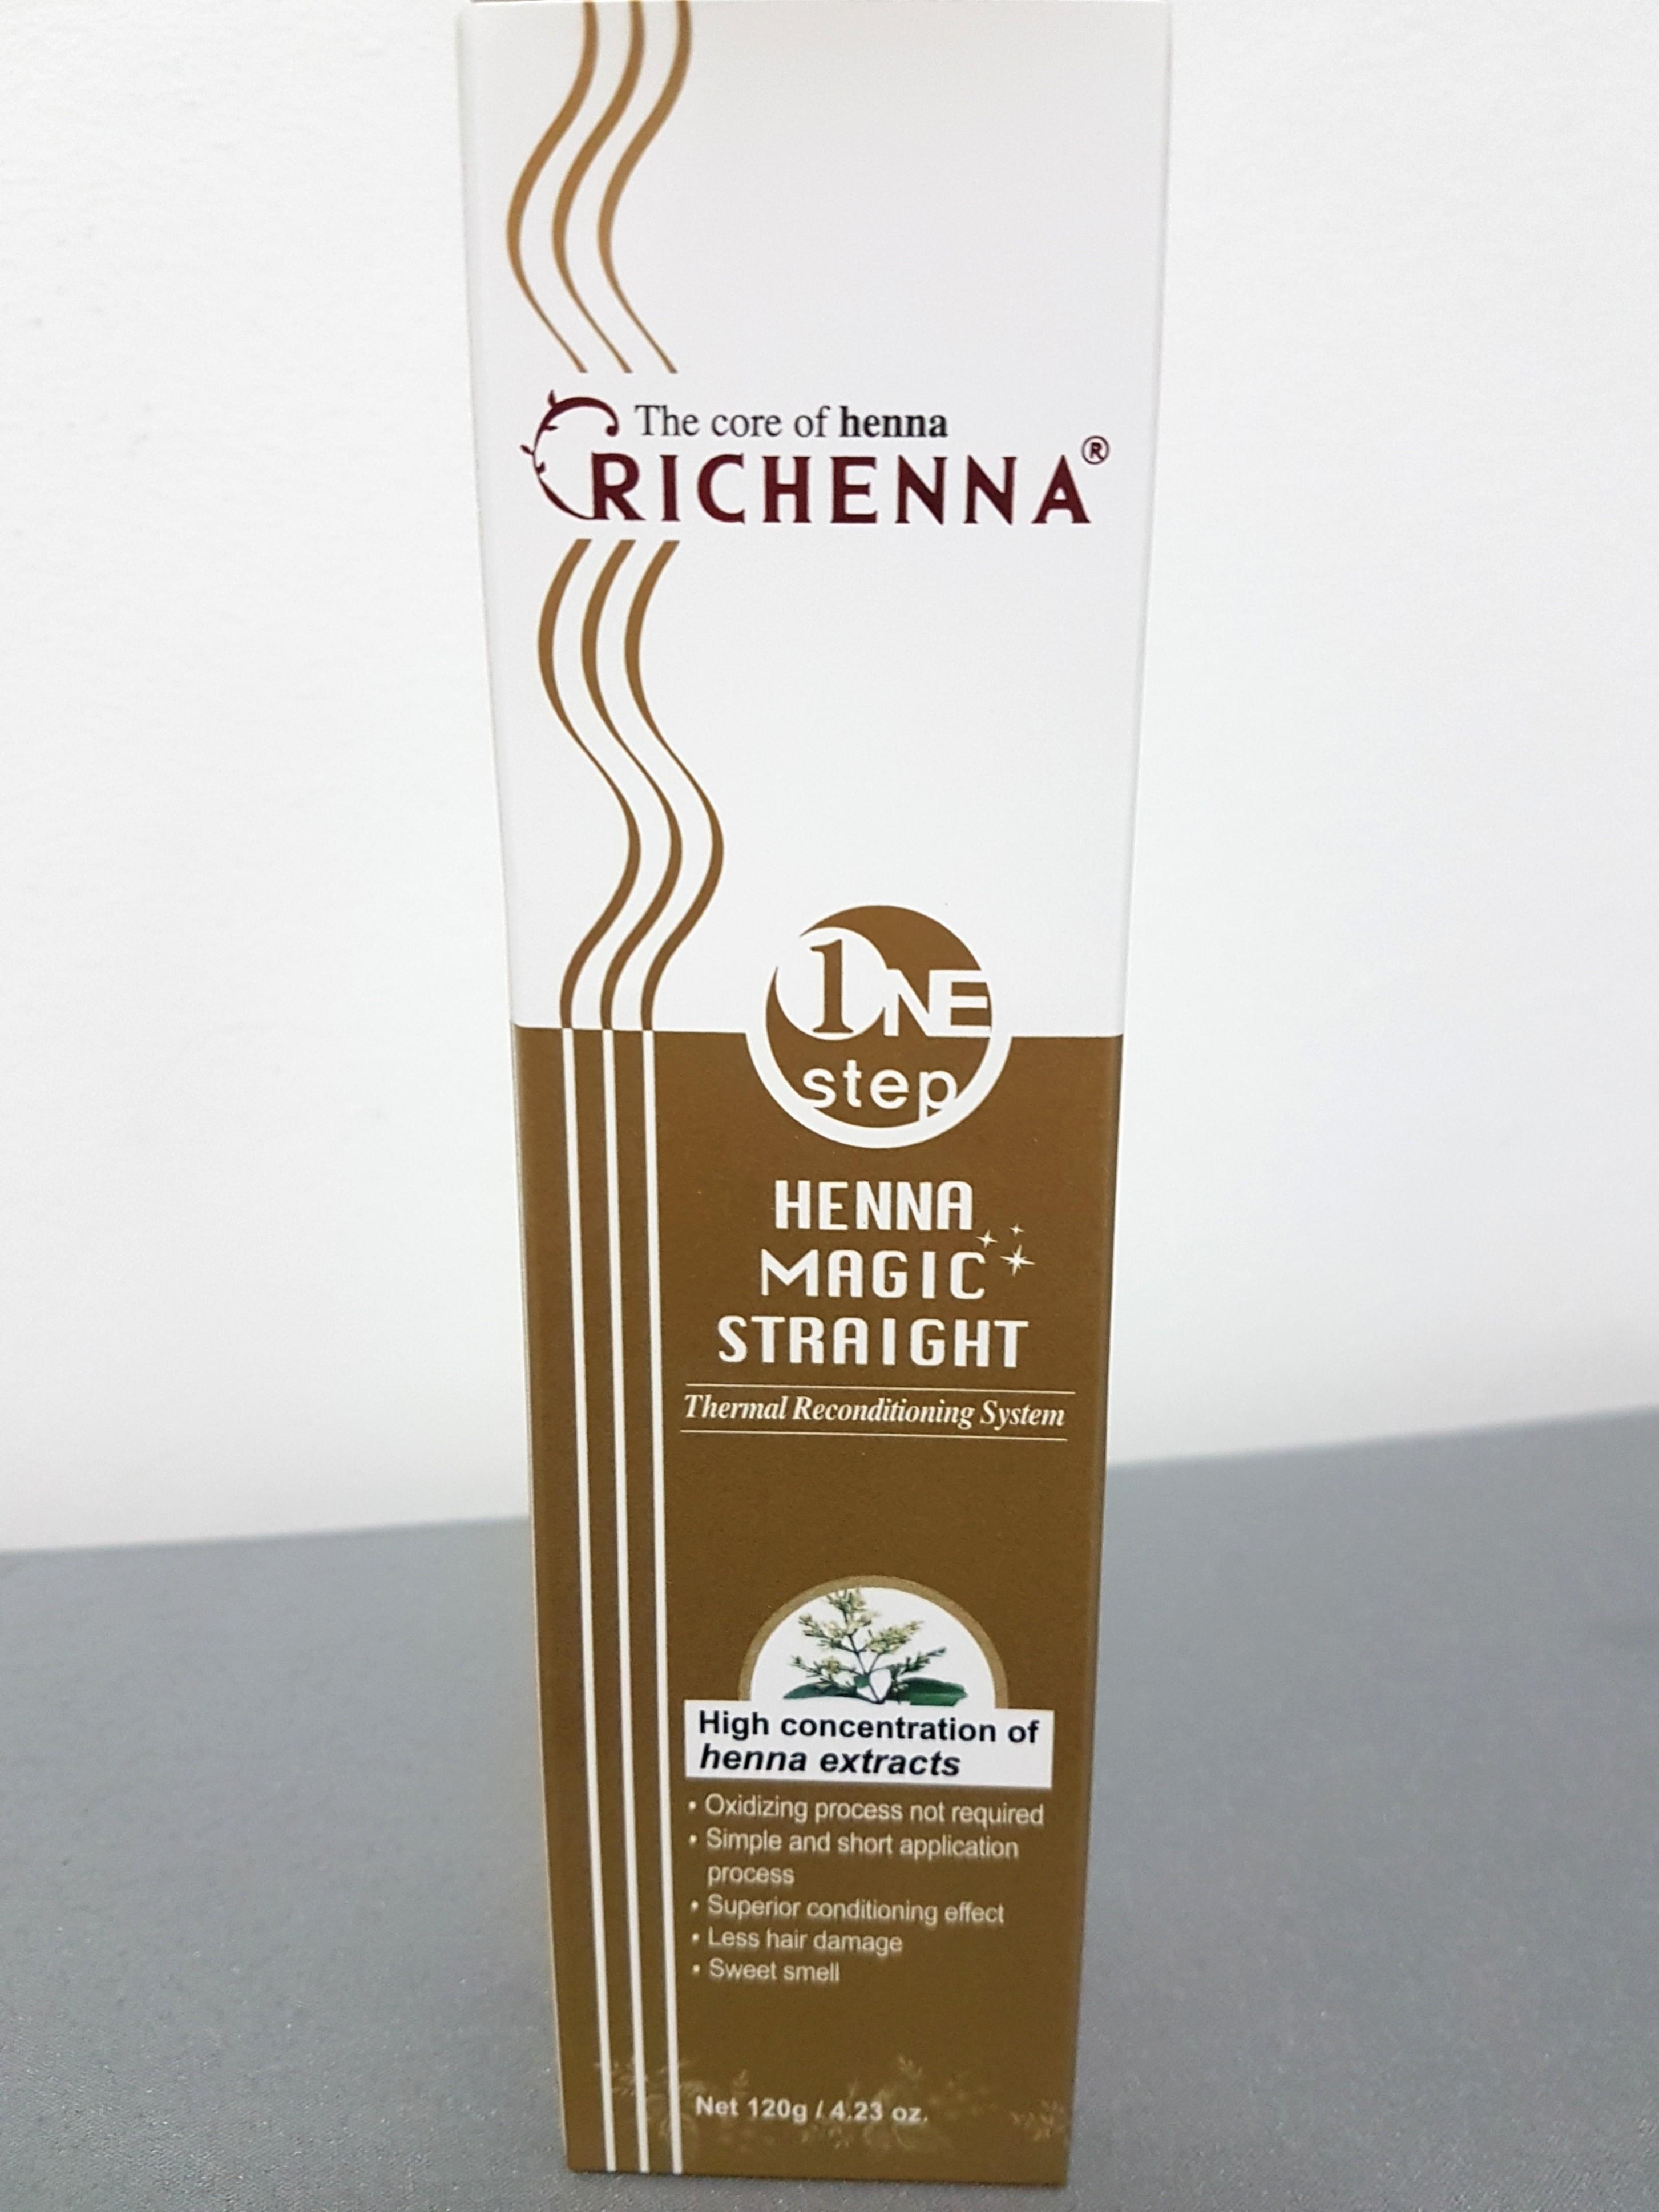 The core of henna
RICHENNA®
1NE
step
HENNA
MAGIC
STRAIGHT
Thermal Reconditioning System
High concentration of
henna extracts
• Oxidizing process not required
• Simple and short application
process
• Superior conditioning effect
• Less hair damage
• Sweet smell
Net 120g / 4.23 oz.